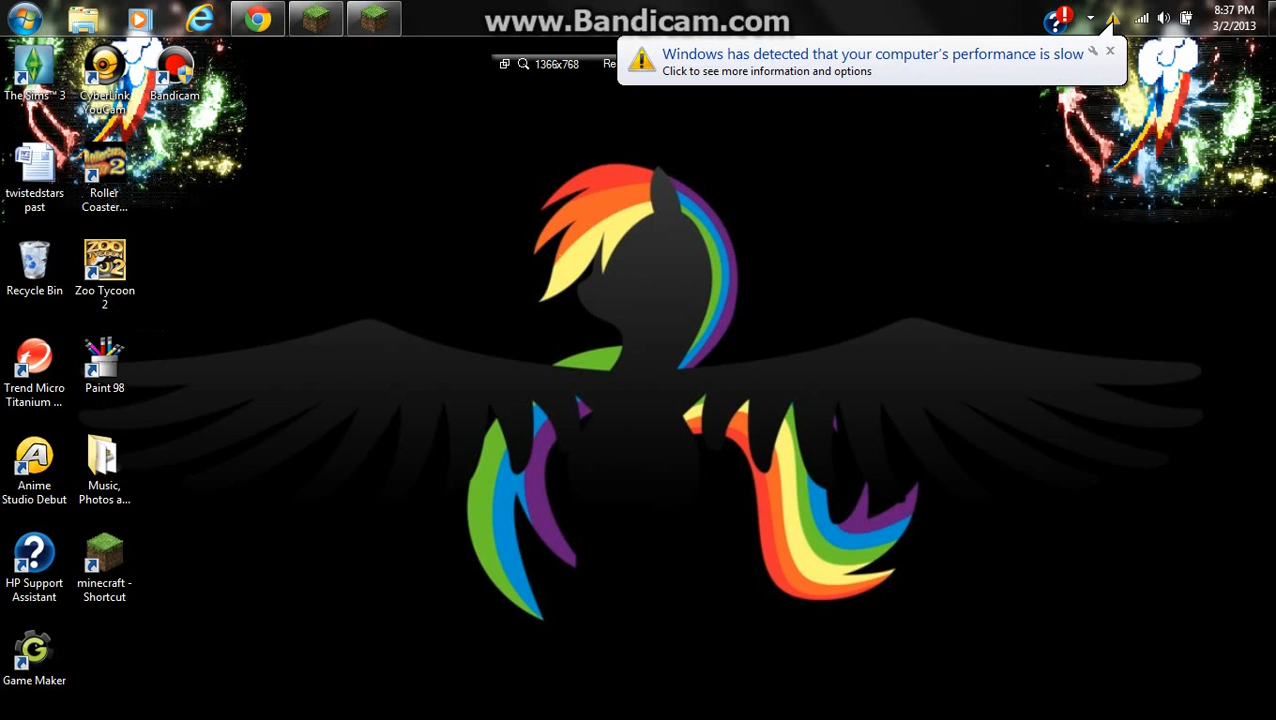 www.Bandicam.com
8:37 PM
3/2/2013
1366x768
Re
Windows has detected that your computer's performance is slow
Click to see more information and options
The Sims™ 3
CyberLink
YouCam
Bandicam
twistedstars
past
Roller
Coaster...
Recycle Bin
Zoo Tycoon
2
Trend Micro
Titanium ...
Paint 98
Anime
Studio Debut
Music,
Photos a...
HP Support
Assistant
minecraft -
Shortcut
Game Maker